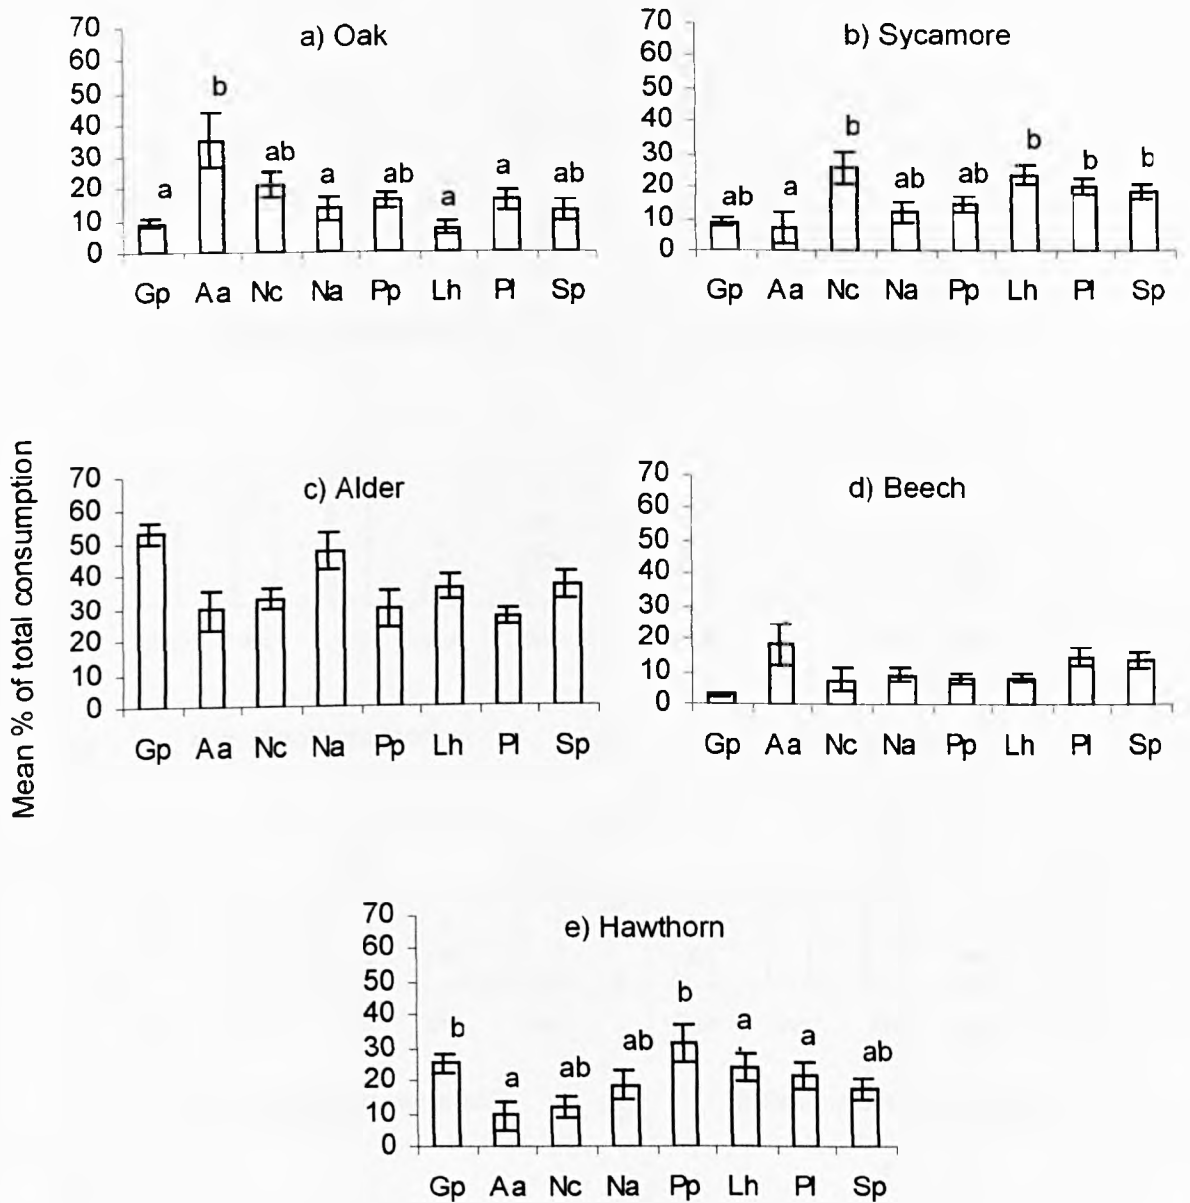 Mean % of total consumption
a) Oak
70
60
50
40
30
20
10
0
a b ab a ab a a ab
Gp Aa Nc Na Pp Lh Pl Sp
b) Sycamore
70
60
50
40
30
20
10
0
ab a b ab ab b b b
Gp Aa Nc Na Pp Lh Pl Sp
c) Alder
70
60
50
40
30
20
10
0
Gp Aa Nc Na Pp Lh Pl Sp
d) Beech
70
60
50
40
30
20
10
0
Gp Aa Nc Na Pp Lh Pl Sp
e) Hawthorn
70
60
50
40
30
20
10
0
b a ab ab b a a ab
Gp Aa Nc Na Pp Lh Pl Sp